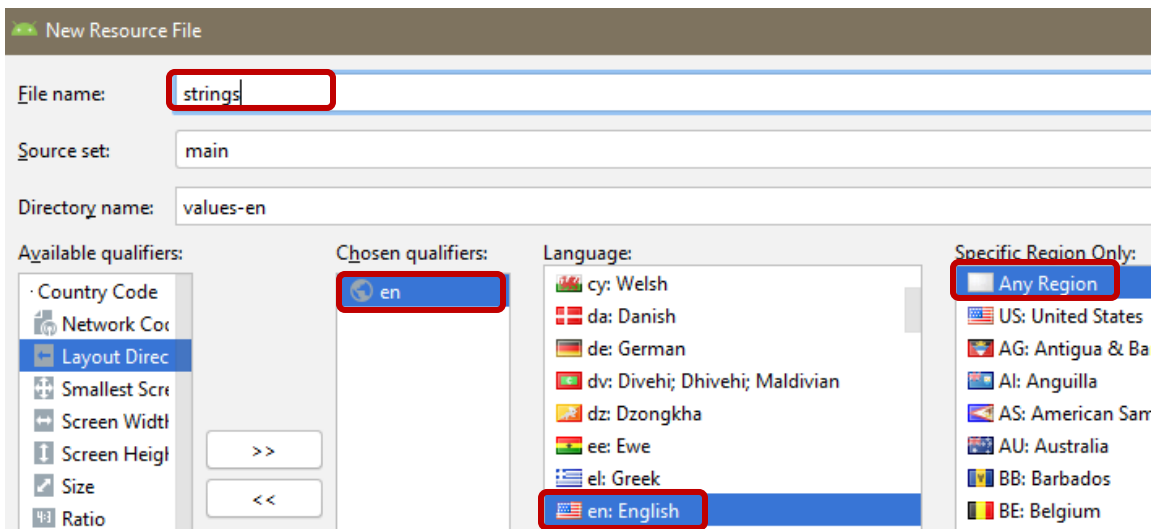 New Resource File
File name: strings
Source set: main
Directory name: values-en
Available qualifiers:
Country Code
Network Coc
Layout Direc
Smallest Scre
Screen Widtl
Screen Heigl
Size
Ratio
>>
<<
Chosen qualifiers:
en
Language:
cy: Welsh
da: Danish
de: German
dv: Divehi; Dhivehi; Maldivian
dz: Dzongkha
ee: Ewe
el: Greek
en: English
Specific Region Only:
Any Region
US: United States
AG: Antigua & Ba
AI: Anguilla
AS: American Sam
AU: Australia
BB: Barbados
BE: Belgium